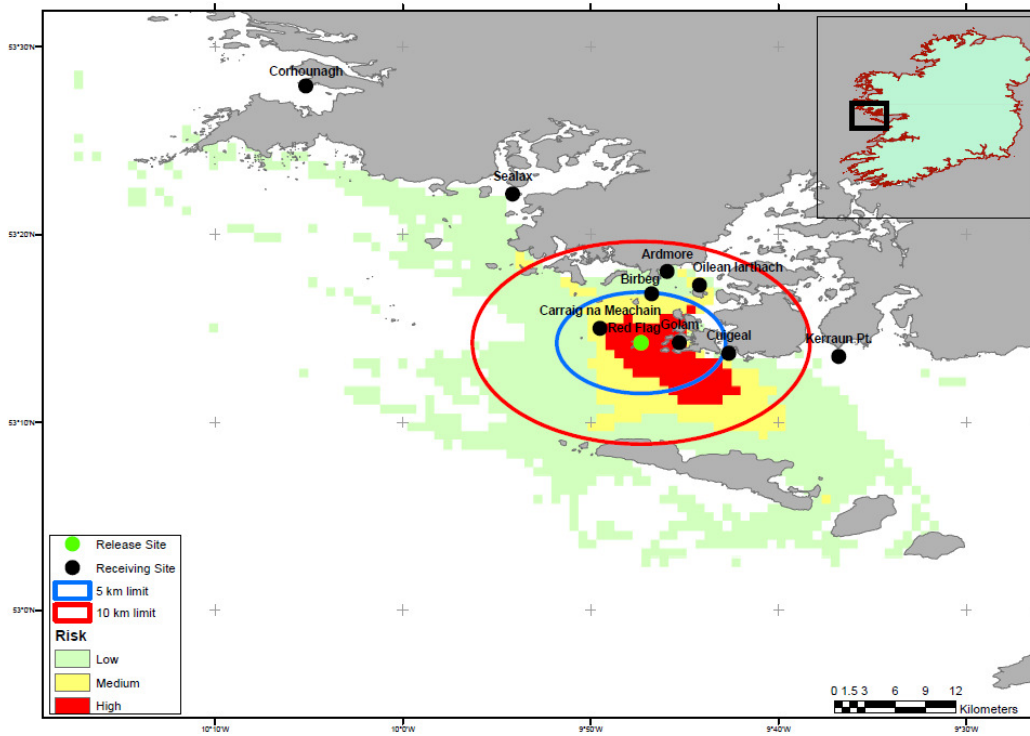 53°30'N
Corhounagh
Sealax
53°20'N
Ardmore
Oilean Iarthach
Birbeg
Carraig na Meachain
Red Flag
Golam
Cuigeal
Kerraun Pt.
53°10'N
53°0'N
Release Site
Receiving Site
5 km limit
10 km limit
Risk
Low
Medium
High
0 1.5 3 6 9 12
Kilometers
10°10'W
10°0'W
9°50'W
9°40'W
9°30'W